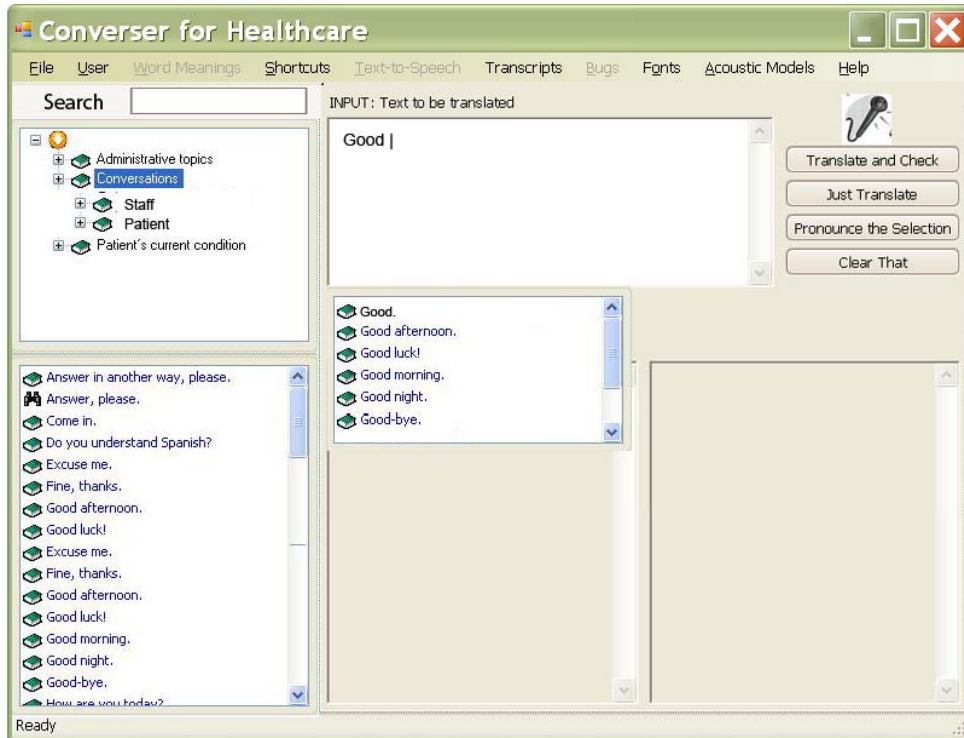 Converser for Healthcare
File User Word Meanings Shortcuts Text-to-Speech Transcripts Bugs Fonts Acoustic Models Help
Search
INPUT: Text to be translated
Administrative topics
Conversations
Staff
Patient
Patient´s current condition
Good
Translate and Check
Just Translate
Pronounce the Selection
Clear That
Good.
Good afternoon.
Good luck!
Good morning.
Good night.
Good-bye.
Answer in another way, please.
Answer, please.
Come in.
Do you understand Spanish?
Excuse me.
Fine, thanks.
Good afternoon.
Good luck!
Excuse me.
Fine, thanks.
Good afternoon.
Good luck!
Good morning.
Good night.
Good-bye.
How are you today?
Ready